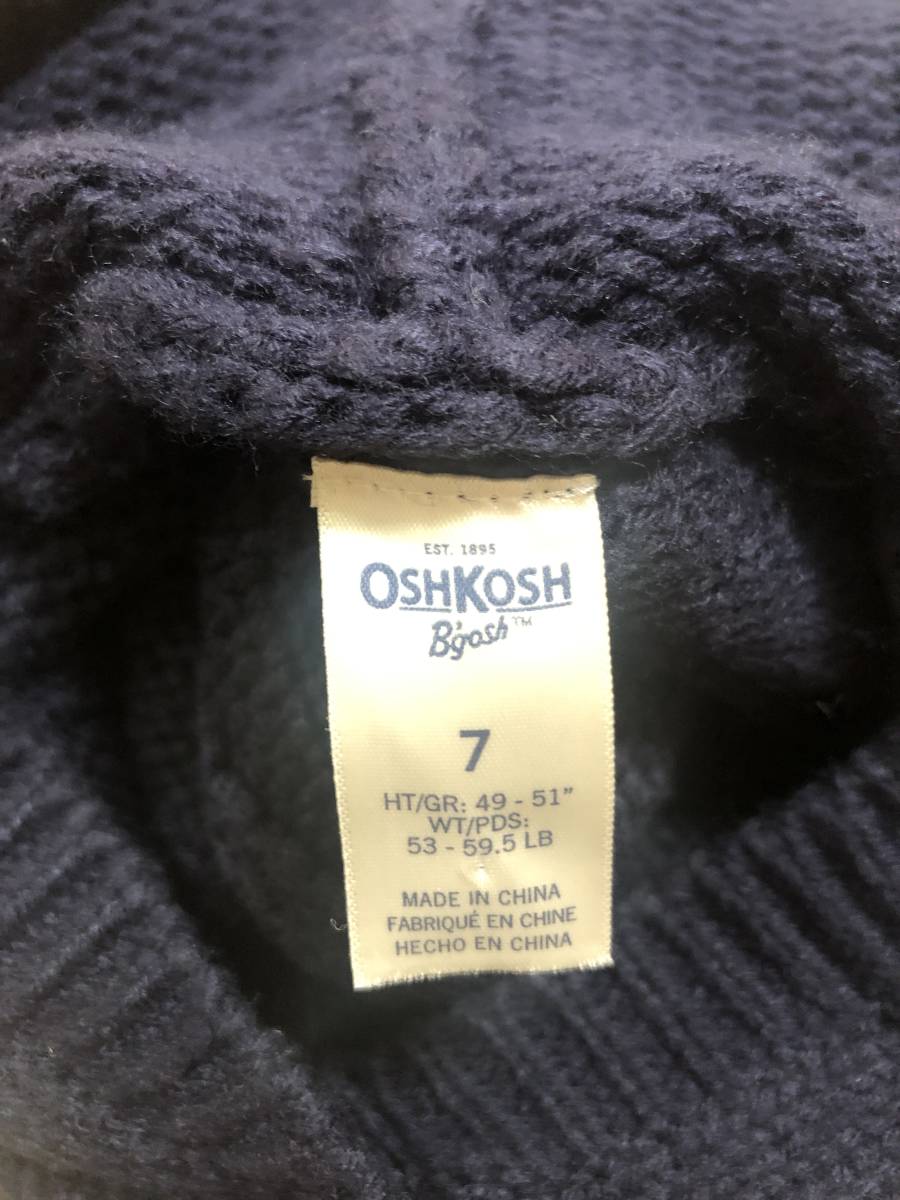 EST. 1895
OSHKOSH
B'gosh™
7
HT/GR: 49 - 51"
WT/PDS:
53 - 59.5 LB
MADE IN CHINA
FABRIQUÉ EN CHINE
HECHO EN CHINA